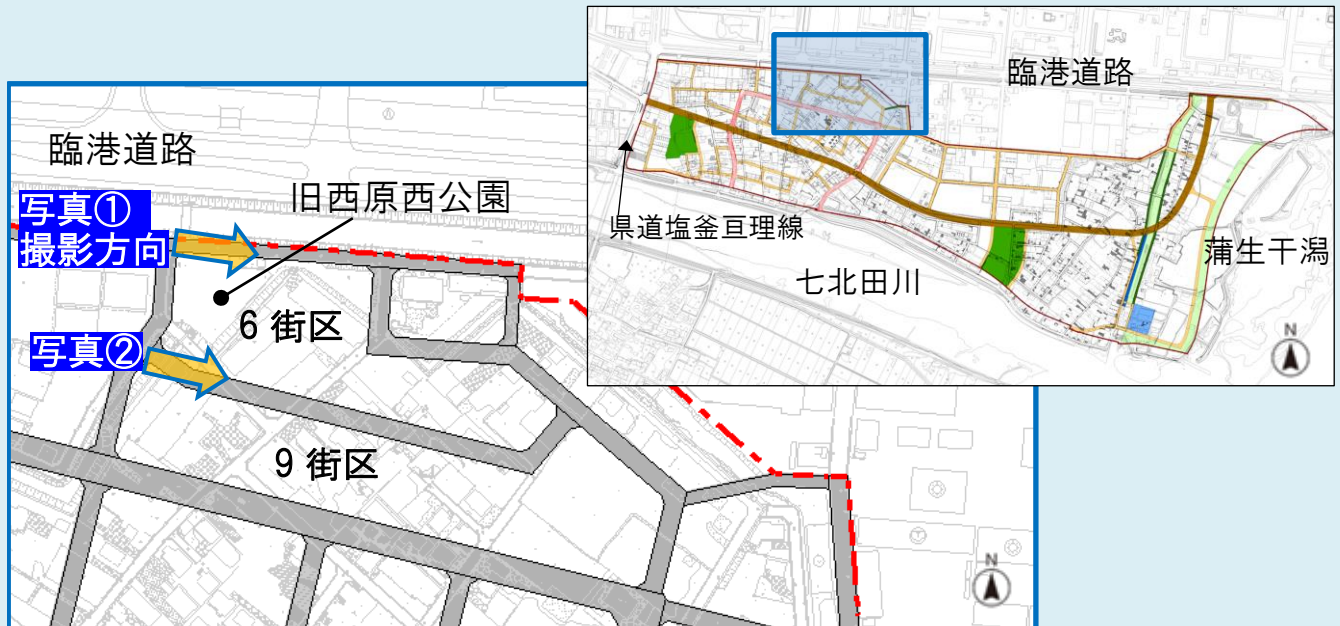 臨港道路
写真①
撮影方向
旧西原西公園
6 街区
写真②
9 街区
N
臨港道路
県道塩釜亘理線
七北田川
蒲生干潟
N